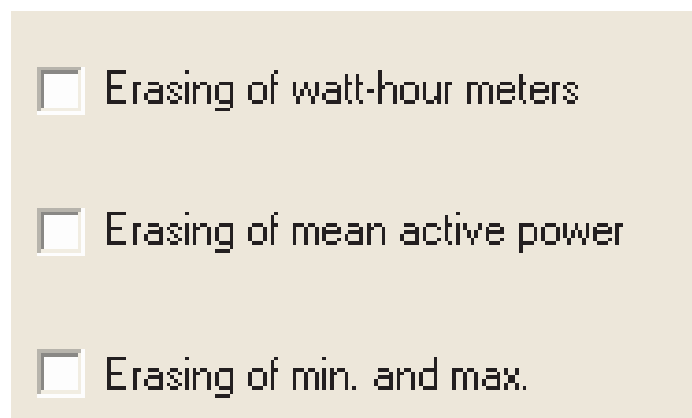 Erasing of watt-hour meters
Erasing of mean active power
Erasing of min. and max.